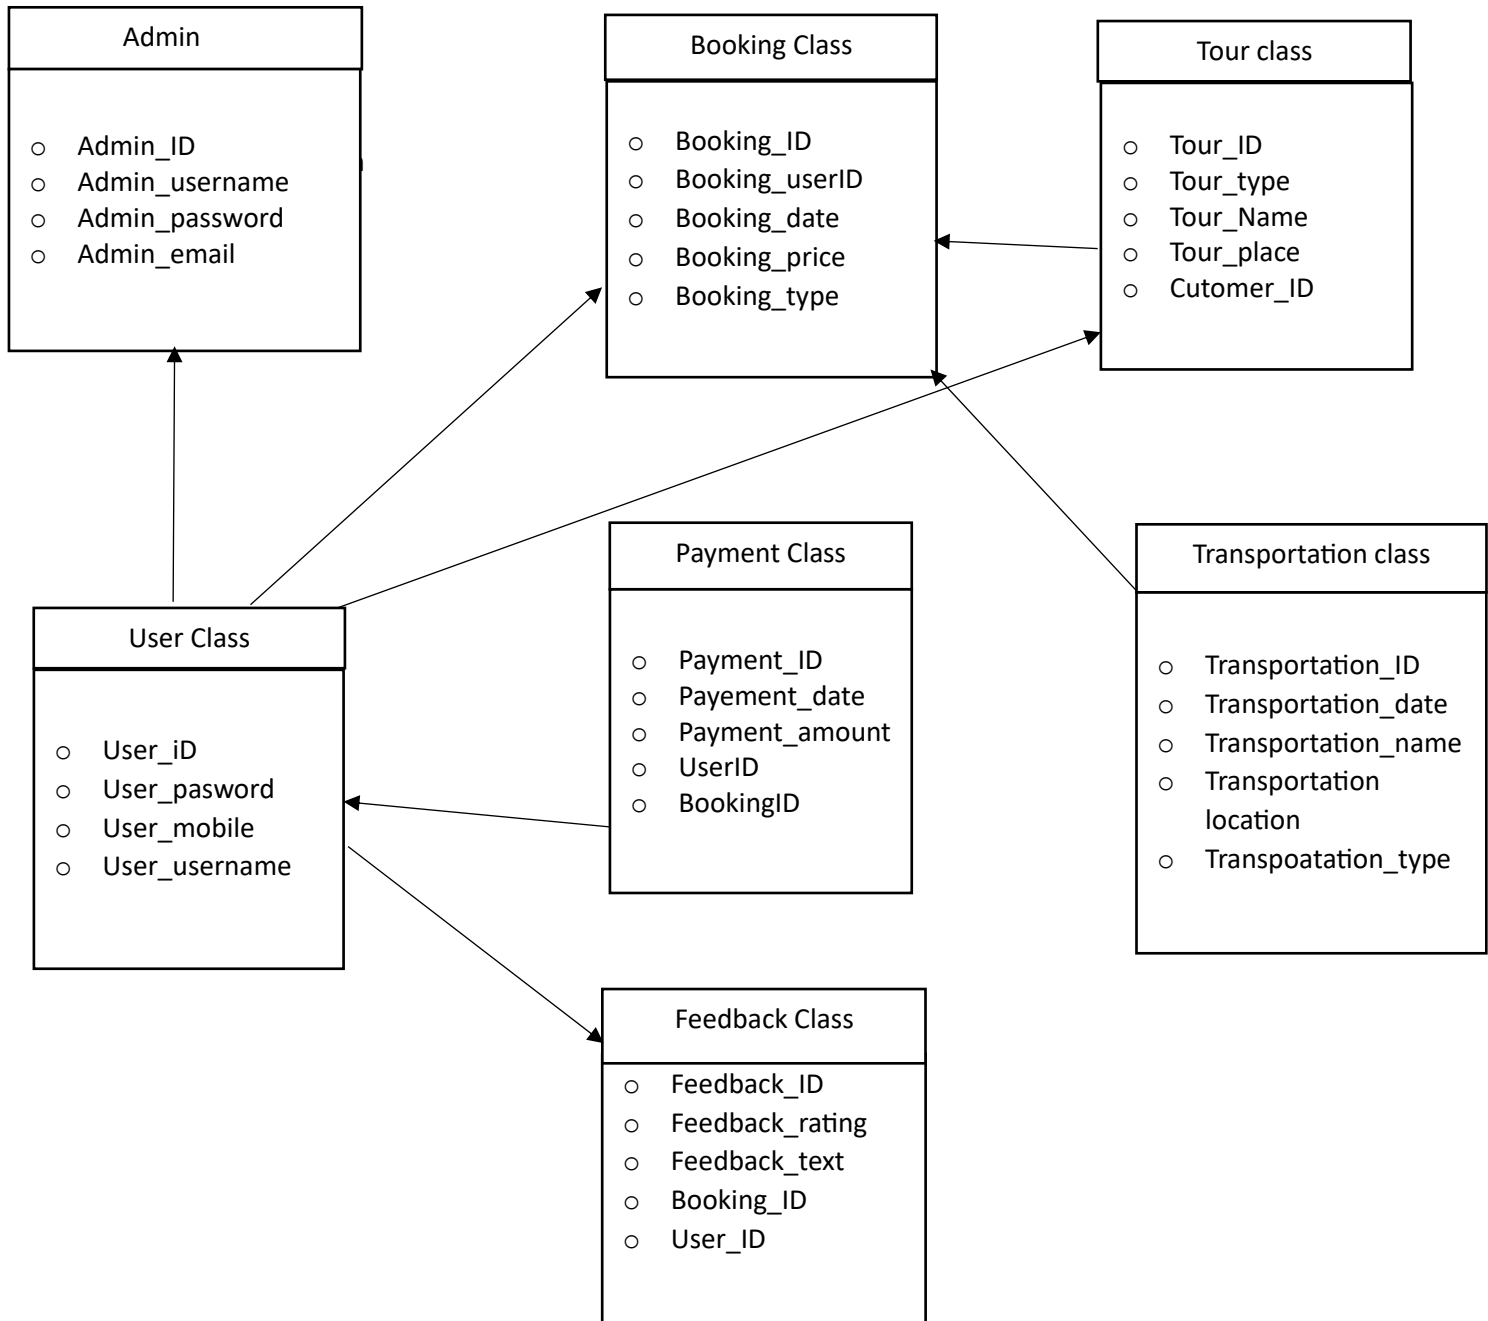 Admin
Admin_ID
Admin_username
Admin_password
Admin_email
Booking Class
Booking_ID
Booking_userID
Booking_date
Booking_price
Booking_type
Tour class
Tour_ID
Tour_type
Tour_Name
Tour_place
Cutomer_ID
User Class
User_iD
User_pasword
User_mobile
User_username
Payment Class
Payment_ID
Payement_date
Payment_amount
UserID
BookingID
Transportation class
Transportation_ID
Transportation_date
Transportation_name
Transportation
location
Transpoatation_type
Feedback Class
Feedback_ID
Feedback_rating
Feedback_text
Booking_ID
User_ID